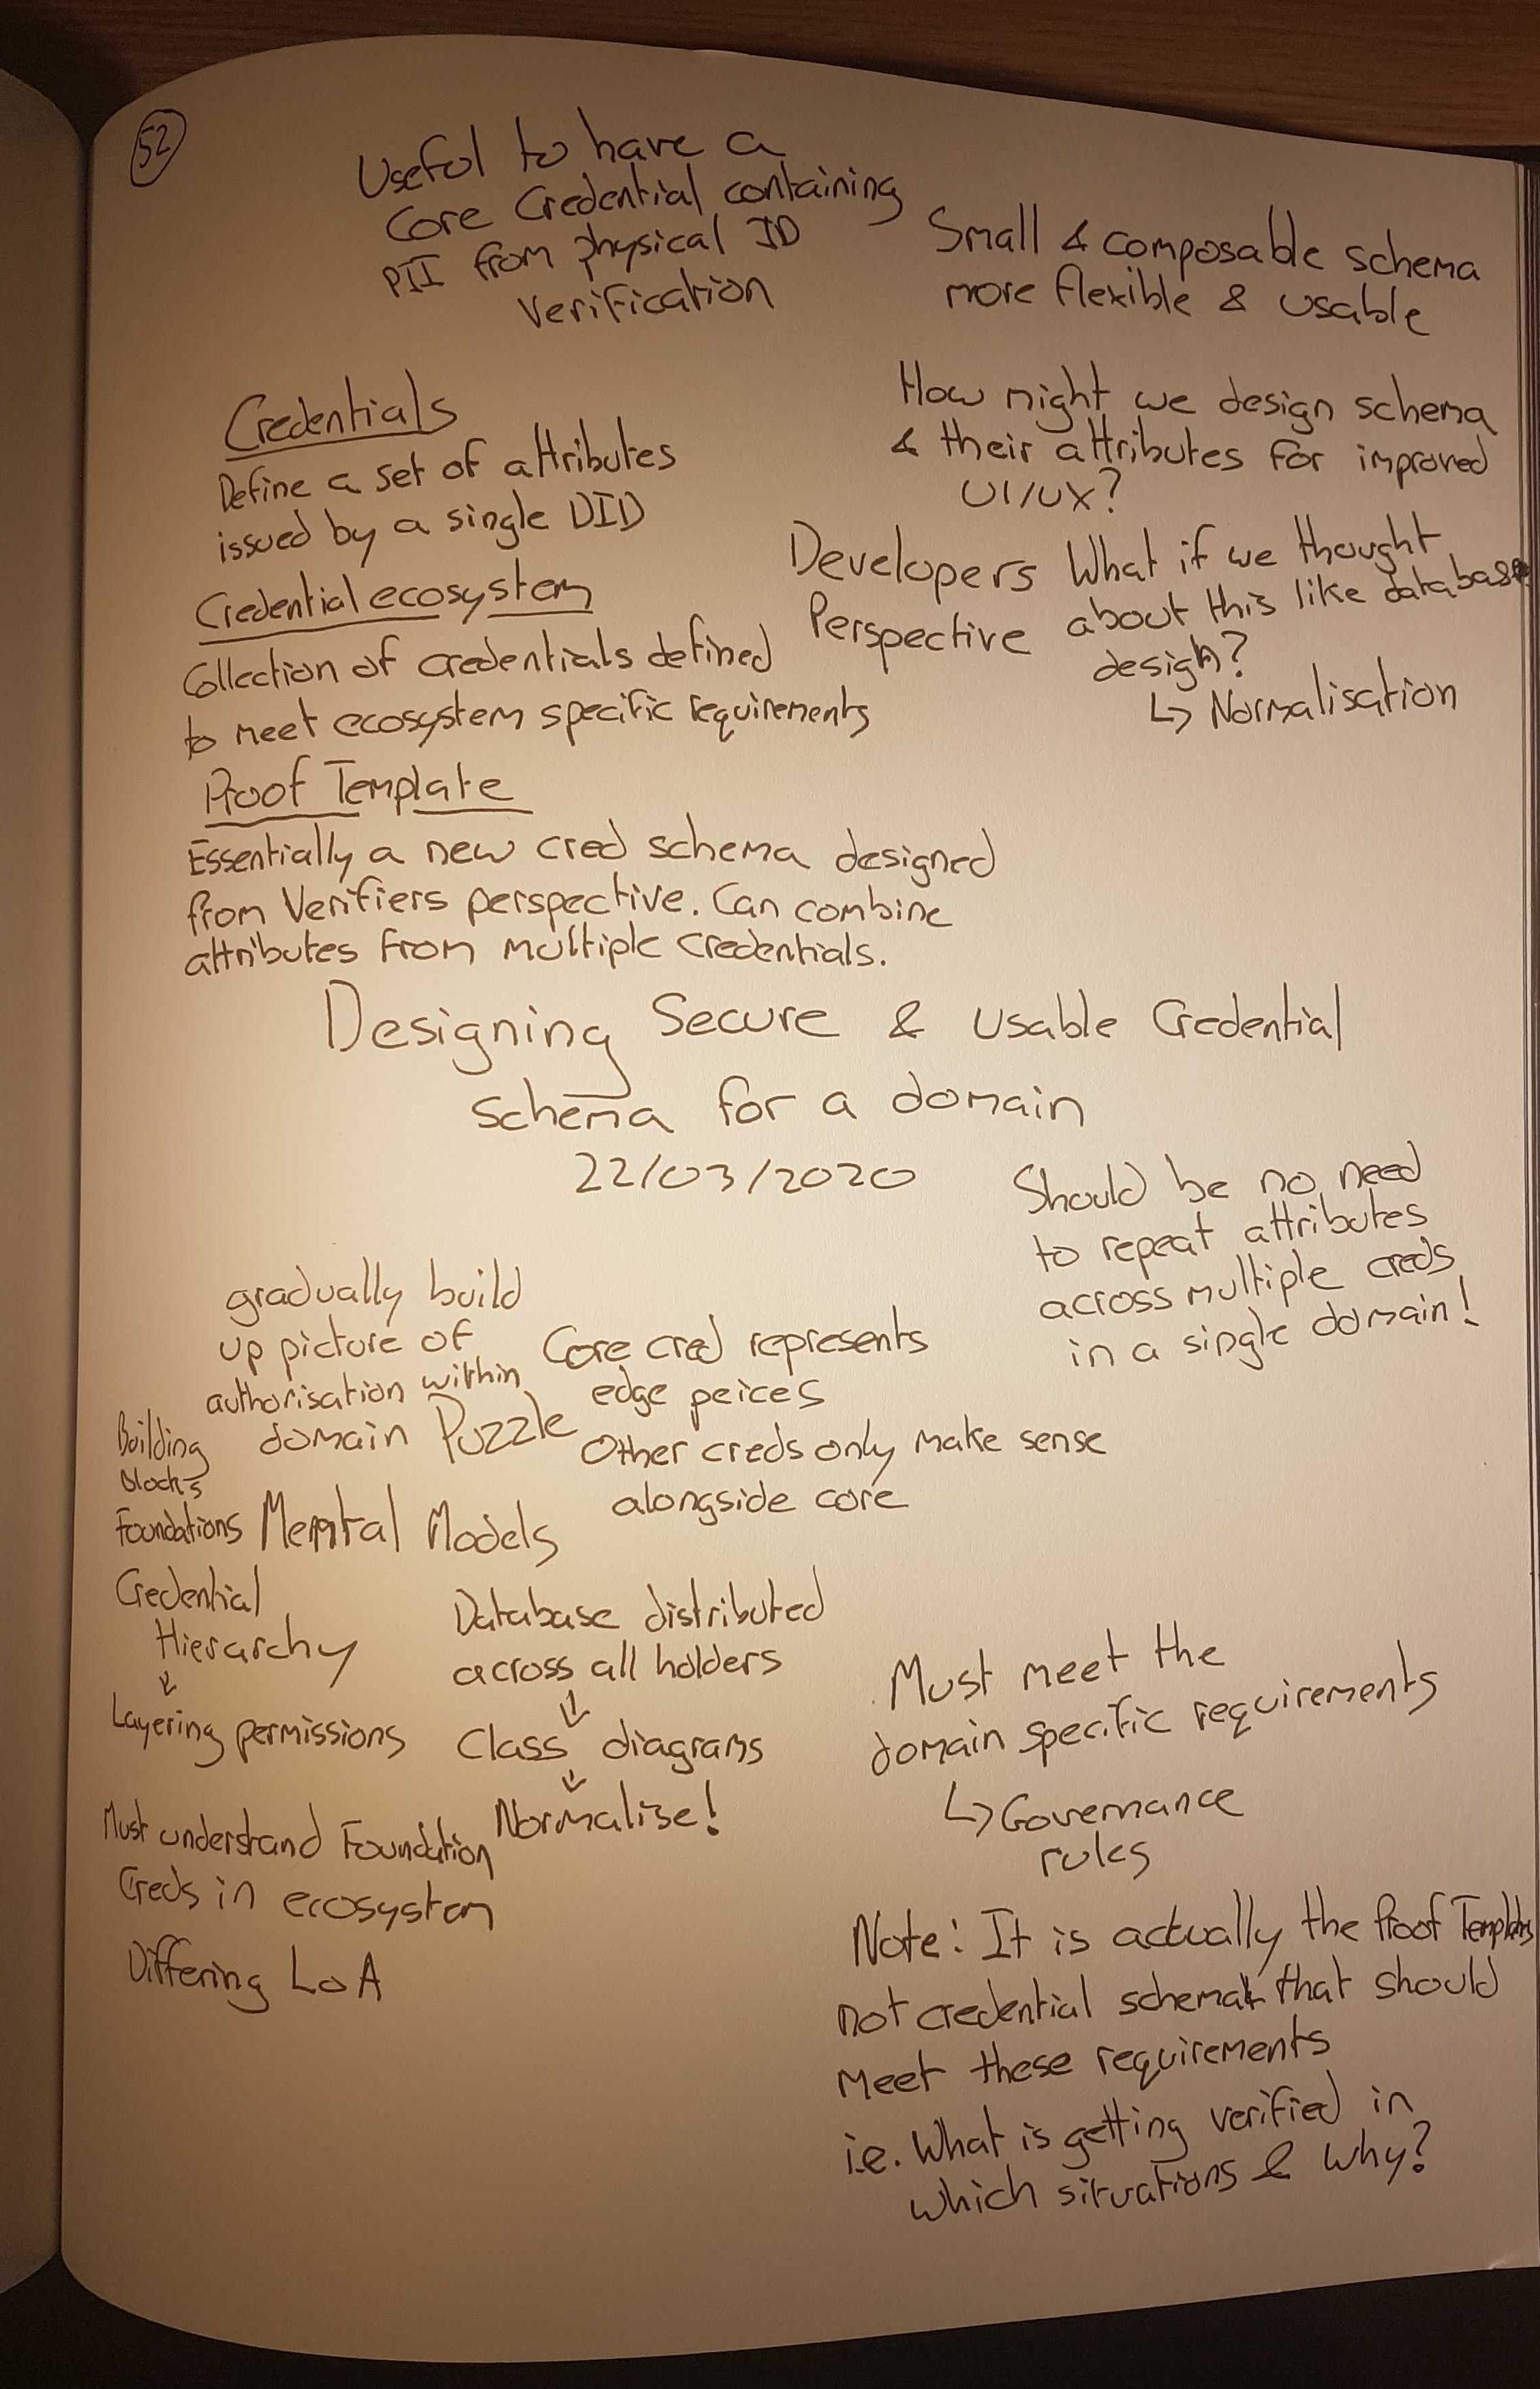 52
Useful to have a
Core Credential containing
PII from physical ID
Verification
Small & composable schema
more flexible & usable
Credentials
Define a set of attributes
issued by a single DID
How might we design schema
& their attributes for improved
UI/UX?
Developers
Perspective
What if we thought
about this like database
design?
↳ Normalisation
Credential ecosystem
Collection of credentials defined
to meet ecosystem specific requirements
Proof Template
Essentially a new cred schema designed
from Verifiers perspective. Can combine
attributes from multiple credentials.
Designing Secure & Usable Credential
Schema for a domain
22/03/2020
Should be no need
to repeat attributes
across multiple creds
in a single domain!
gradually build
up picture of
authorisation within
domain
Puzzle
Core cred represents
edge peices
Other creds only make sense
alongside core
Building
Blocks
Foundations
Mental Models
Credential
Hierarchy
↓
Layering permissions
Database distributed
across all holders
↓
Class diagrams
↓
Normalise!
Must understand Foundation
Creds in ecosystem
Differing LoA
Must meet the
domain specific requirements
↳ Governance
rules
Note: It is actually the Proof Templates
not credential schema that should
Meet these requirements
i.e. What is getting verified in
which situations & Why?